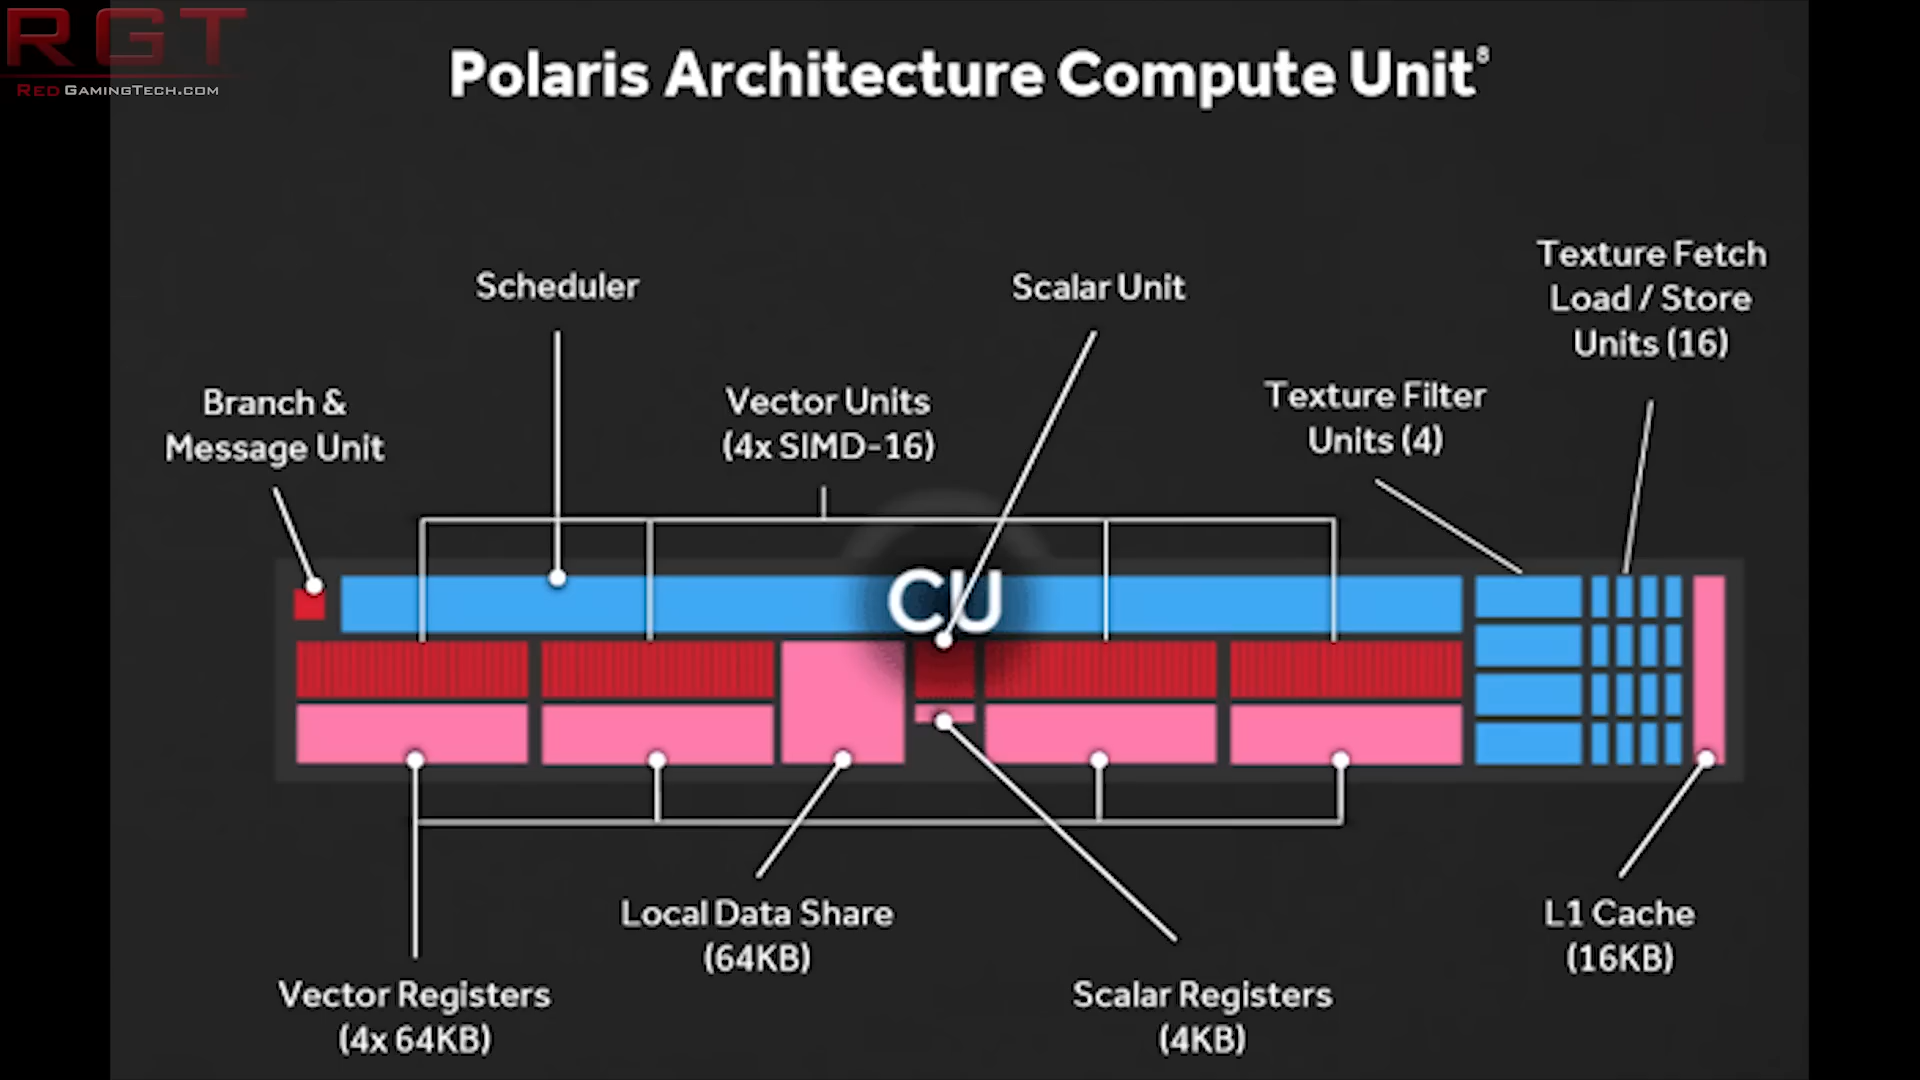 RGT
REDGAMINGTECH.COM
Polaris Architecture Compute Unit⁸
Scheduler
Scalar Unit
Texture Fetch
Load / Store
Units (16)
Branch &
Message Unit
Vector Units
(4x SIMD-16)
Texture Filter
Units (4)
CU
Local Data Share
(64KB)
L1 Cache
(16KB)
Vector Registers
(4x 64KB)
Scalar Registers
(4KB)